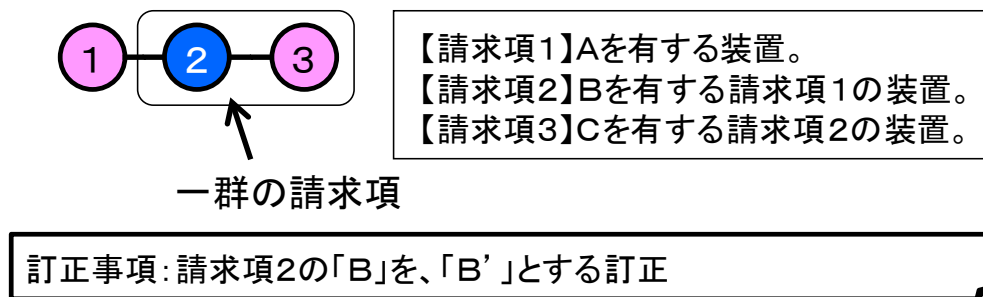 1 2 3
【請求項1】Aを有する装置。
【請求項2】Bを有する請求項1の装置。
【請求項3】Cを有する請求項2の装置。
一群の請求項
訂正事項:請求項2の「B」を、「B’」とする訂正